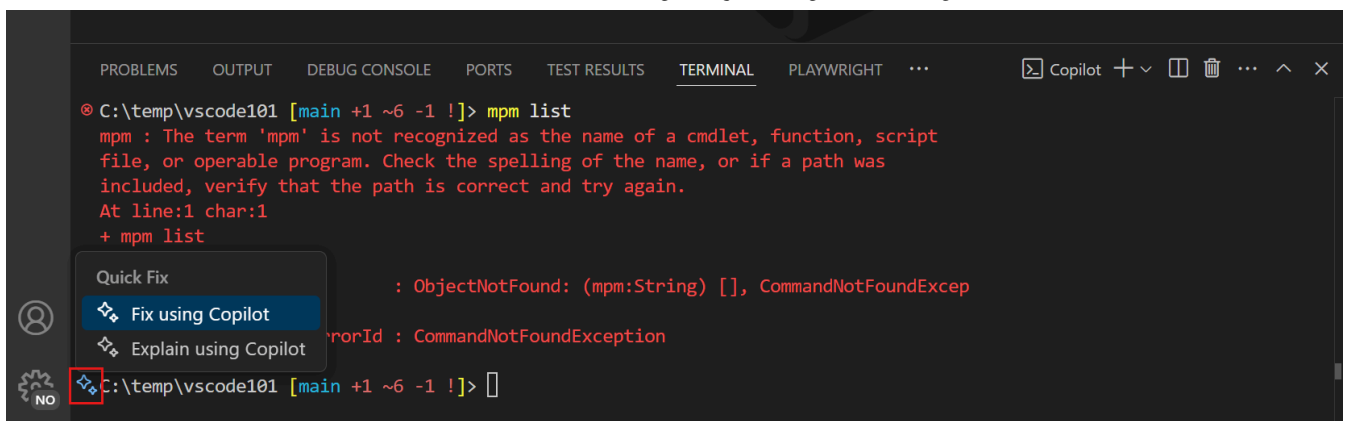 PROBLEMS OUTPUT DEBUG CONSOLE PORTS TEST RESULTS TERMINAL PLAYWRIGHT ··· Copilot
C:\temp\vscode101 [main +1 ~6 -1 !]> mpm list
mpm : The term 'mpm' is not recognized as the name of a cmdlet, function, script
file, or operable program. Check the spelling of the name, or if a path was
included, verify that the path is correct and try again.
At line:1 char:1
+ mpm list
Quick Fix
: ObjectNotFound: (mpm:String) [], CommandNotFoundExcep
Fix using Copilot
rorId : CommandNotFoundException
Explain using Copilot
C:\temp\vscode101 [main +1 ~6 -1 !]>
NO